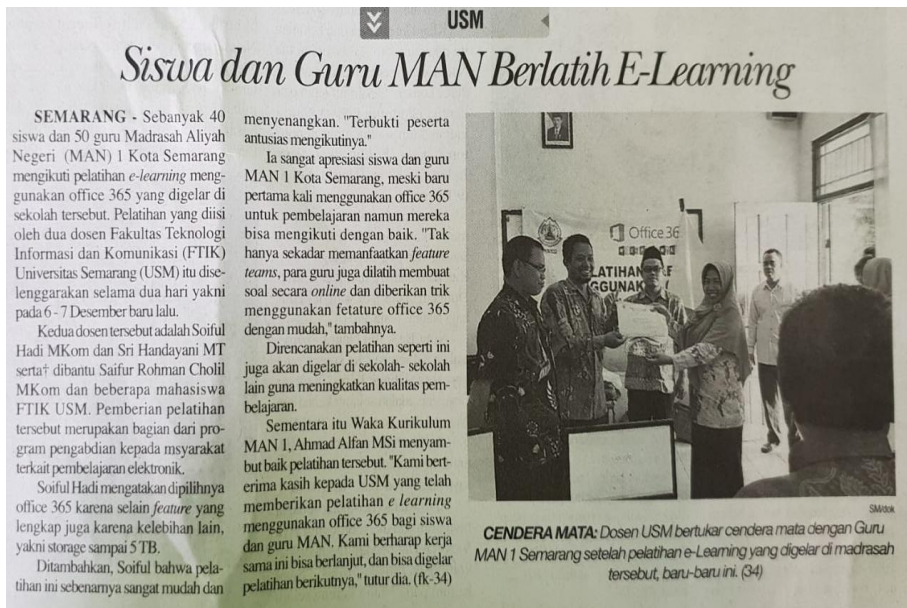 USM
Siswa dan Guru MAN Berlatih E-Learning
SEMARANG - Sebanyak 40
siswa dan 50 guru Madrasah Aliyah
Negeri (MAN) 1 Kota Semarang
mengikuti pelatihan e-learning meng-
gunakan office 365 yang digelar di
sekolah tersebut. Pelatihan yang diisi
oleh dua dosen Fakultas Teknologi
Informasi dan Komunikasi (FTIK)
Universitas Semarang (USM) itu dise-
lenggarakan selama dua hari yakni
pada 6 - 7 Desember baru lalu.
Kedua dosen tersebut adalah Soiful
Hadi MKom dan Sri Handayani MT
serta† dibantu Saifur Rohman Cholil
MKom dan beberapa mahasiswa
FTIK USM. Pemberian pelatihan
tersebut merupakan bagian dari pro-
gram pengabdian kepada msyarakat
terkait pembelajaran elektronik.
Soiful Hadi mengatakan dipilihnya
office 365 karena selain feature yang
lengkap juga karena kelebihan lain,
yakni storage sampai 5 TB.
Ditambahkan, Soiful bahwa pela-
tihan ini sebenarnya sangat mudah dan
menyenangkan. "Terbukti peserta
antusias mengikutinya."
Ia sangat apresiasi siswa dan guru
MAN 1 Kota Semarang, meski baru
pertama kali menggunakan office 365
untuk pembelajaran namun mereka
bisa mengikuti dengan baik. "Tak
hanya sekadar memanfaatkan feature
teams, para guru juga dilatih membuat
soal secara online dan diberikan trik
menggunakan fetature office 365
dengan mudah," tambahnya.
Direncanakan pelatihan seperti ini
juga akan digelar di sekolah- sekolah
lain guna meningkatkan kualitas pem-
belajaran.
Sementara itu Waka Kurikulum
MAN 1, Ahmad Alfan MSi menyam-
but baik pelatihan tersebut. "Kami bert-
erima kasih kepada USM yang telah
memberikan pelatihan e learning
menggunakan office 365 bagi siswa
dan guru MAN. Kami berharap kerja
sama ini bisa berlanjut, dan bisa digelar
pelatihan berikutnya," tutur dia. (fk-34)
Office 36
LATIHAN
GGUNAK
SM/dok
CENDERA MATA: Dosen USM bertukar cendera mata dengan Guru
MAN 1 Semarang setelah pelatihan e-Learning yang digelar di madrasah
tersebut, baru-baru ini. (34)